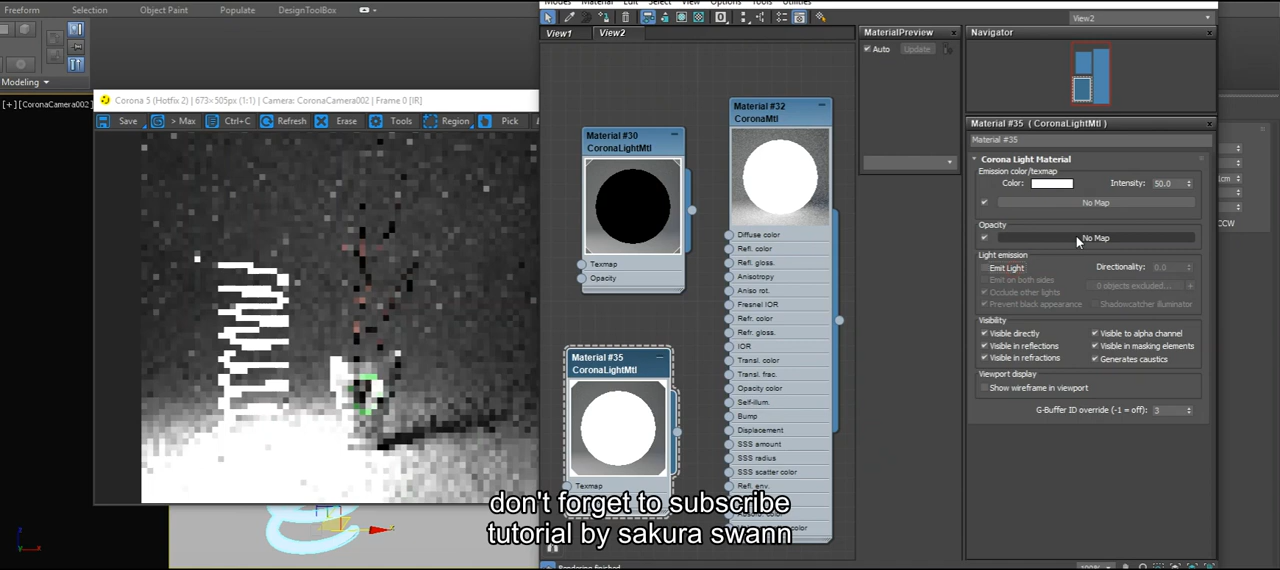 Freeform
Selection
Object Paint
Populate
DesignToolBox
Modeling
[+] [CoronaCamera002
Corona 5 (Hotfix 2) | 673×505px (1:1) | Camera: CoronaCamera002 | Frame 0 [IR]
Save
> Max
Ctrl+C
Refresh
Erase
Tools
Region
Pick
Modes
Material
Edit
Select
View
Options
Tools
Utilities
View2
View1
View2
MaterialPreview
Auto
Update
Navigator
Material #30
CoronaLightMtl
Texmap
Opacity
Material #32
CoronaMtl
Diffuse color
Refl. color
Refl. gloss.
Anisotropy
Aniso rot.
Fresnel IOR
Refr. color
Refr. gloss.
IOR
Transl. color
Transl. frac.
Opacity color
Self-illum.
Bump
Displacement
SSS amount
SSS radius
SSS scatter color
Refl. env.
Material #35
CoronaLightMtl
Texmap
Material #35 ( CoronaLightMtl )
Material #35
Corona Light Material
Emission color/texmap
Color:
Intensity: 50.0
No Map
Opacity
No Map
Light emission
Emit Light
Directionality: 0.0
Emit on both sides
0 objects excluded...
+
Occlude other lights
Prevent black appearance
Shadowcatcher illuminator
Visibility
Visible directly
Visible to alpha channel
Visible in reflections
Visible in masking elements
Visible in refractions
Generates caustics
Viewport display
Show wireframe in viewport
G-Buffer ID override (-1 = off): 3
1cm
CCW
don't forget to subscribe
tutorial by sakura swann
Rendering finished
100%